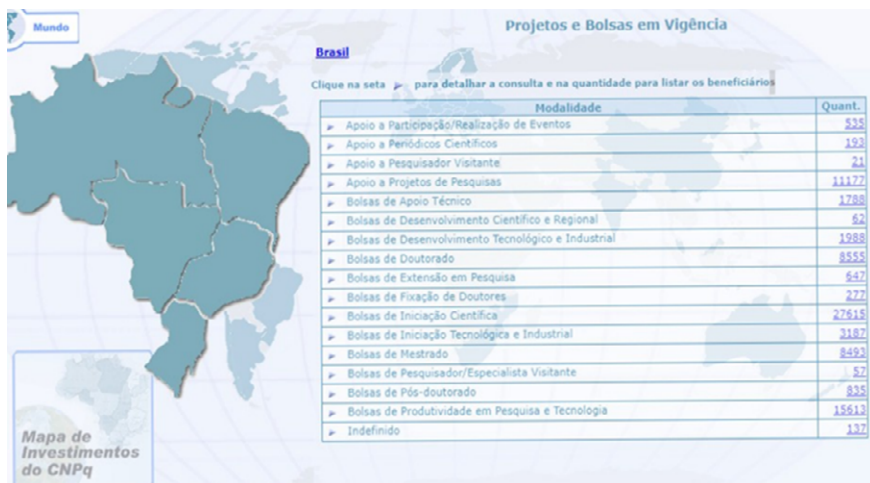 Mundo
Projetos e Bolsas em Vigência
Brasil
Clique na seta para detalhar a consulta e na quantidade para listar os beneficiários
Modalidade Quant.
Apoio a Participação/Realização de Eventos 535
Apoio a Periódicos Científicos 193
Apoio a Pesquisador Visitante 21
Apoio a Projetos de Pesquisas 11177
Bolsas de Apoio Técnico 1788
Bolsas de Desenvolvimento Científico e Regional 62
Bolsas de Desenvolvimento Tecnológico e Industrial 1988
Bolsas de Doutorado 8555
Bolsas de Extensão em Pesquisa 647
Bolsas de Fixação de Doutores 277
Bolsas de Iniciação Científica 27615
Bolsas de Iniciação Tecnológica e Industrial 3187
Bolsas de Mestrado 8493
Bolsas de Pesquisador/Especialista Visitante 57
Bolsas de Pós-doutorado 835
Bolsas de Produtividade em Pesquisa e Tecnologia 15613
Indefinido 137
Mapa de
Investimentos
do CNPq